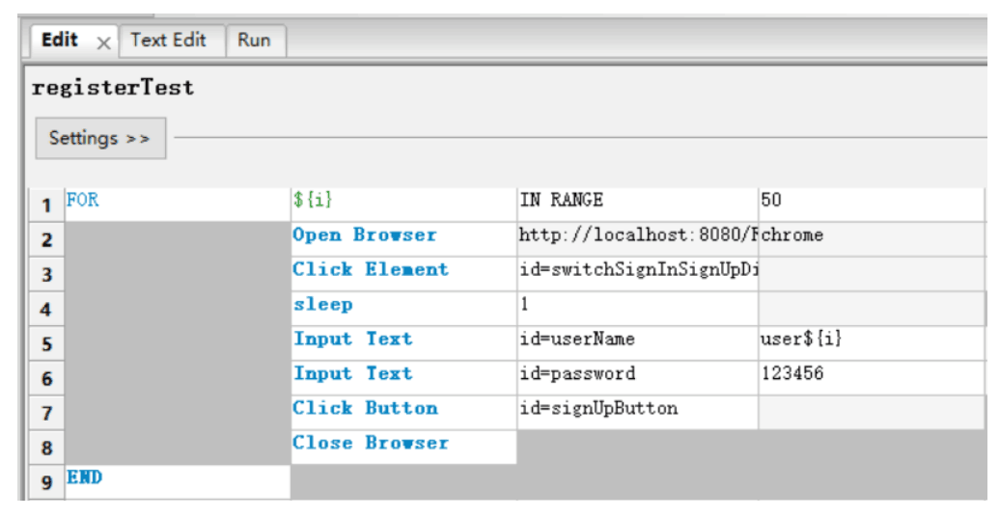 Edit × Text Edit Run
registerTest
Settings >>
1 FOR ${i} IN RANGE 50
2 Open Browser http://localhost:8080/ chrome
3 Click Element id=switchSignInSignUpDi
4 sleep 1
5 Input Text id=userName user${i}
6 Input Text id=password 123456
7 Click Button id=signUpButton
8 Close Browser
9 END